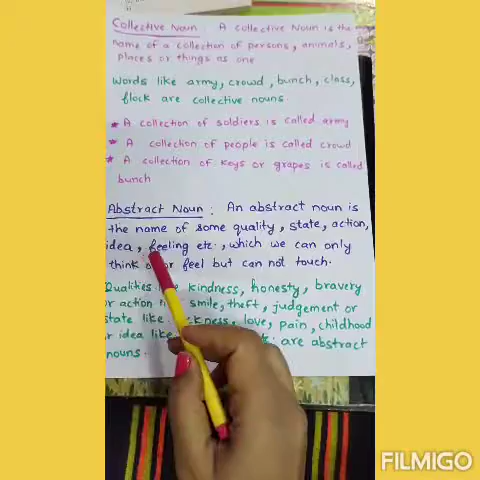 Collective Noun : A collective Noun is the
name of a collection of persons, animals,
places or things as one
Words like army, crowd, bunch, class,
flock are collective nouns
* A collection of soldiers is called army
* A collection of people is called crowd
* A collection of keys or grapes is called
bunch
Abstract Noun : An abstract noun is
the name of some quality, state, action,
idea, feeling etc., which we can only
think or feel but can not touch.
Qualities kindness, honesty, bravery
or action smile, theft, judgement or
state like love, pain, childhood
or idea like are abstract
nouns.
FILMIGO